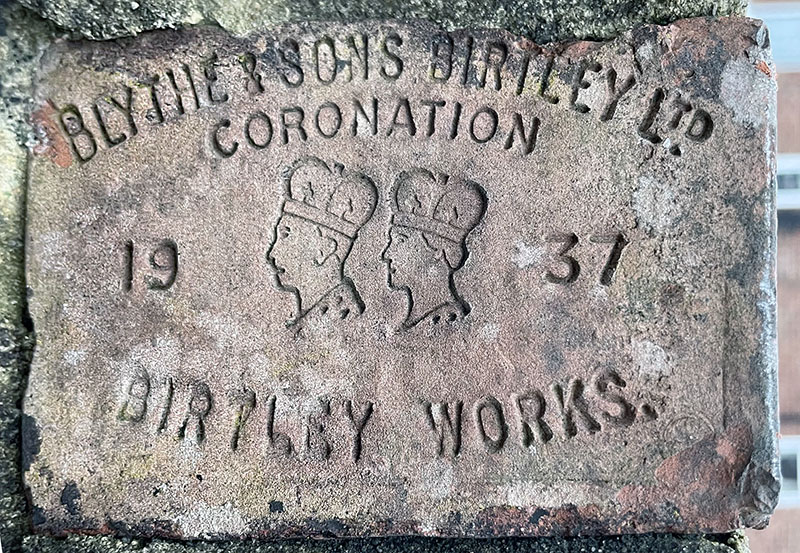 BLYTHE & SONS BIRTLEY LTD
CORONATION
19 37
BIRTLEY WORKS.